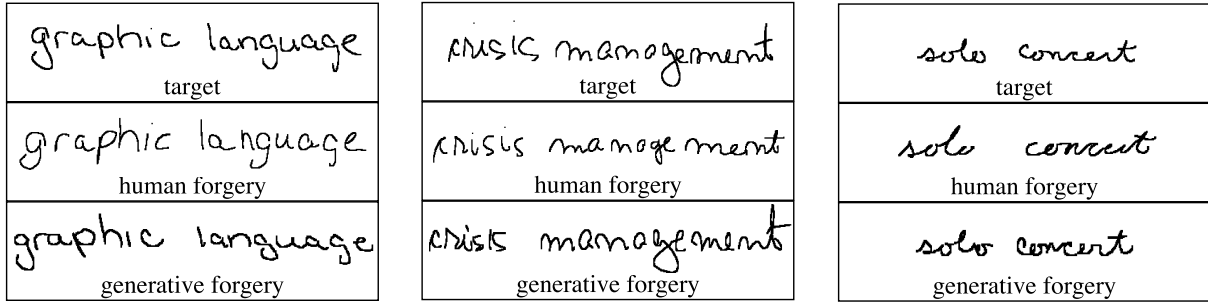 graphic language
target
graphic language
human forgery
graphic language
generative forgery
crisis management
target
crisis management
human forgery
crisis management
generative forgery
solo concert
target
solo concert
human forgery
solo concert
generative forgery